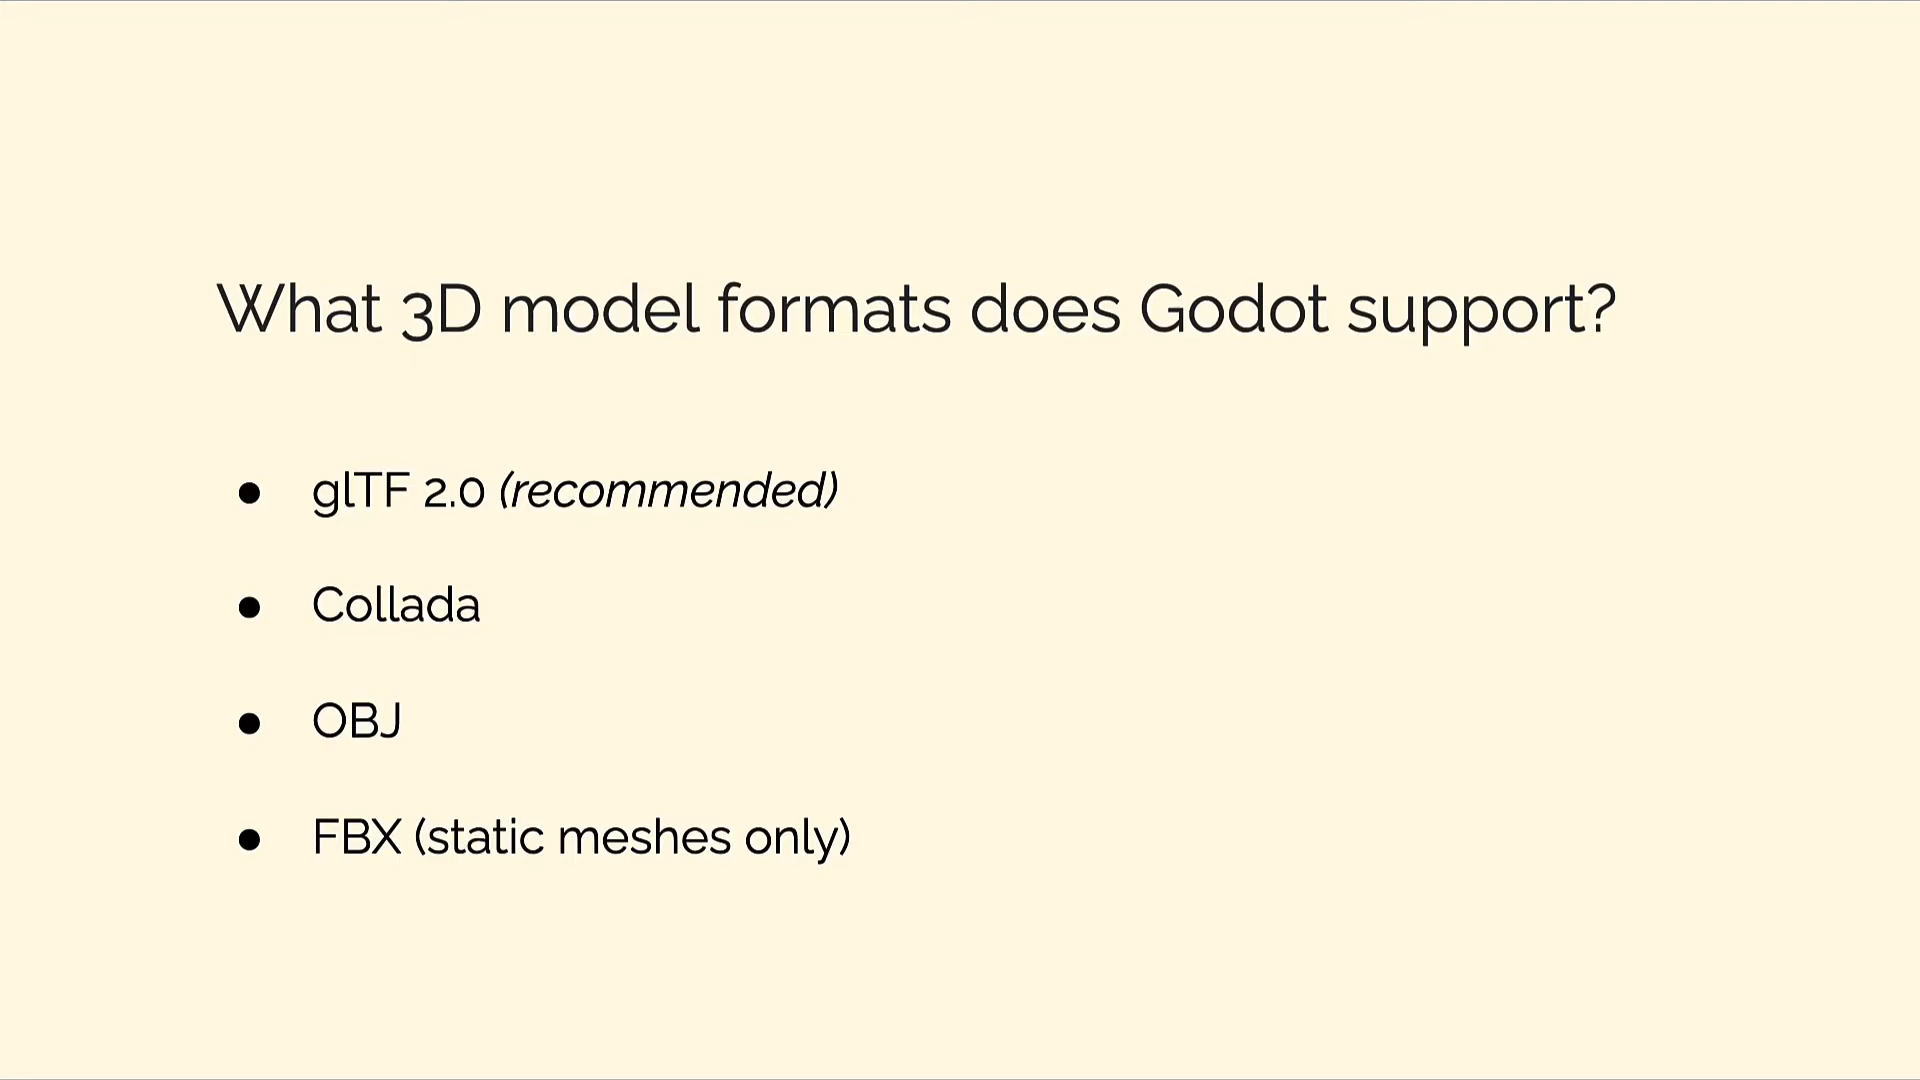 What 3D model formats does Godot support?
● glTF 2.0 (recommended)
● Collada
● OBJ
● FBX (static meshes only)